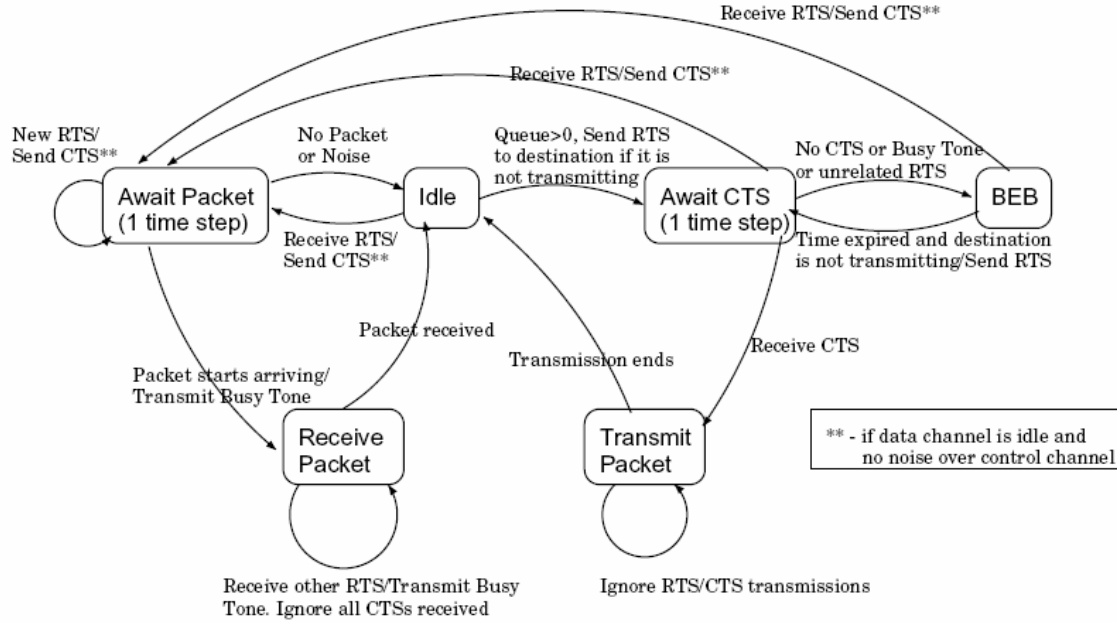 Receive RTS/Send CTS**
Receive RTS/Send CTS**
New RTS/
Send CTS**
No Packet
or Noise
Queue>0, Send RTS
to destination if it is
not transmitting
No CTS or Busy Tone
or unrelated RTS
Await Packet
(1 time step)
Idle
Await CTS
(1 time step)
BEB
Receive RTS/
Send CTS**
Time expired and destination
is not transmitting/Send RTS
Packet received
Transmission ends
Receive CTS
Packet starts arriving/
Transmit Busy Tone
Receive
Packet
Transmit
Packet
** - if data channel is idle and
no noise over control channel
Receive other RTS/Transmit Busy
Tone. Ignore all CTSs received
Ignore RTS/CTS transmissions